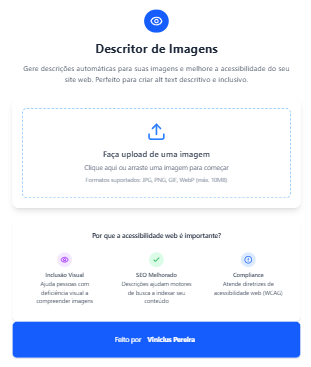 Descritor de Imagens
Gere descrições automáticas para suas imagens e melhore a acessibilidade do seu
site web. Perfeito para criar alt text descritivo e inclusivo.
Faça upload de uma imagem
Clique aqui ou arraste uma imagem para começar
Formatos suportados: JPG, PNG, GIF, WebP (máx. 10MB)
Por que a acessibilidade web é importante?
Inclusão Visual
Ajuda pessoas com
deficiência visual a
compreender imagens
SEO Melhorado
Descrições ajudam motores
de busca a indexar seu
conteúdo
Compliance
Atende diretrizes de
acessibilidade web (WCAG)
Feito por Vinicius Pereira